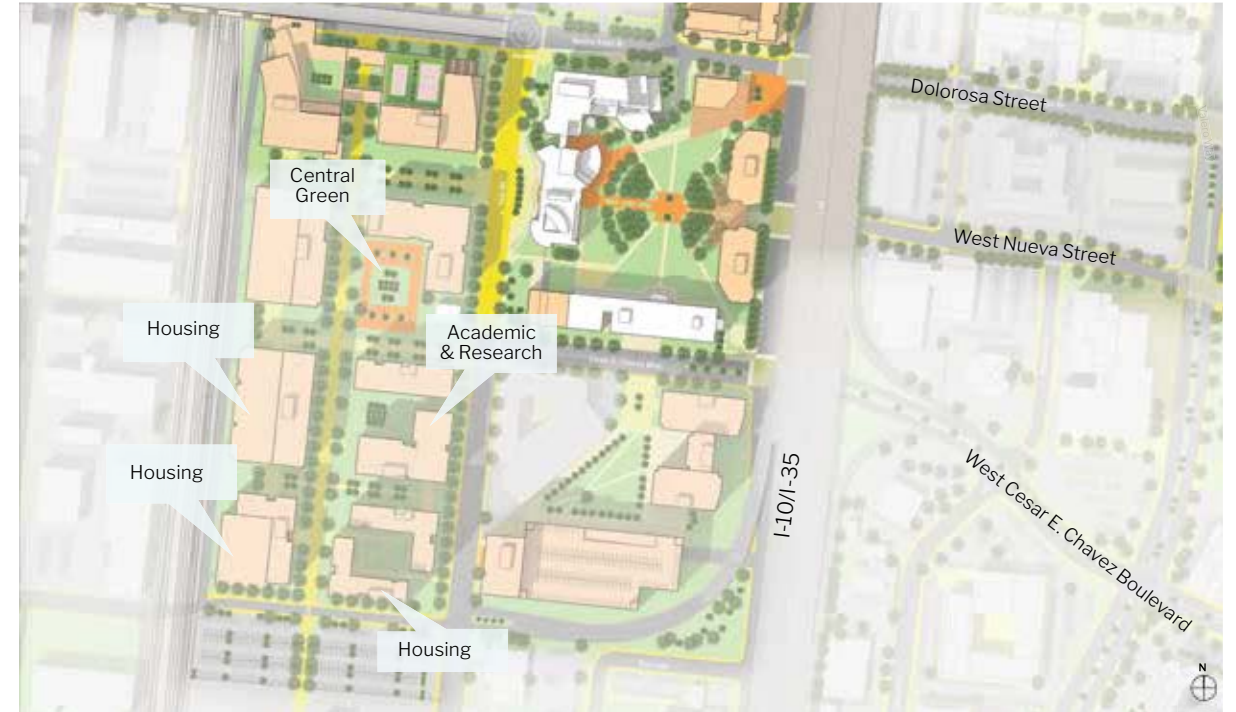 Dolorosa Street
Central
Green
West Nueva Street
Housing
Academic
& Research
Housing
I-10/I-35
West Cesar E. Chavez Boulevard
Housing
N